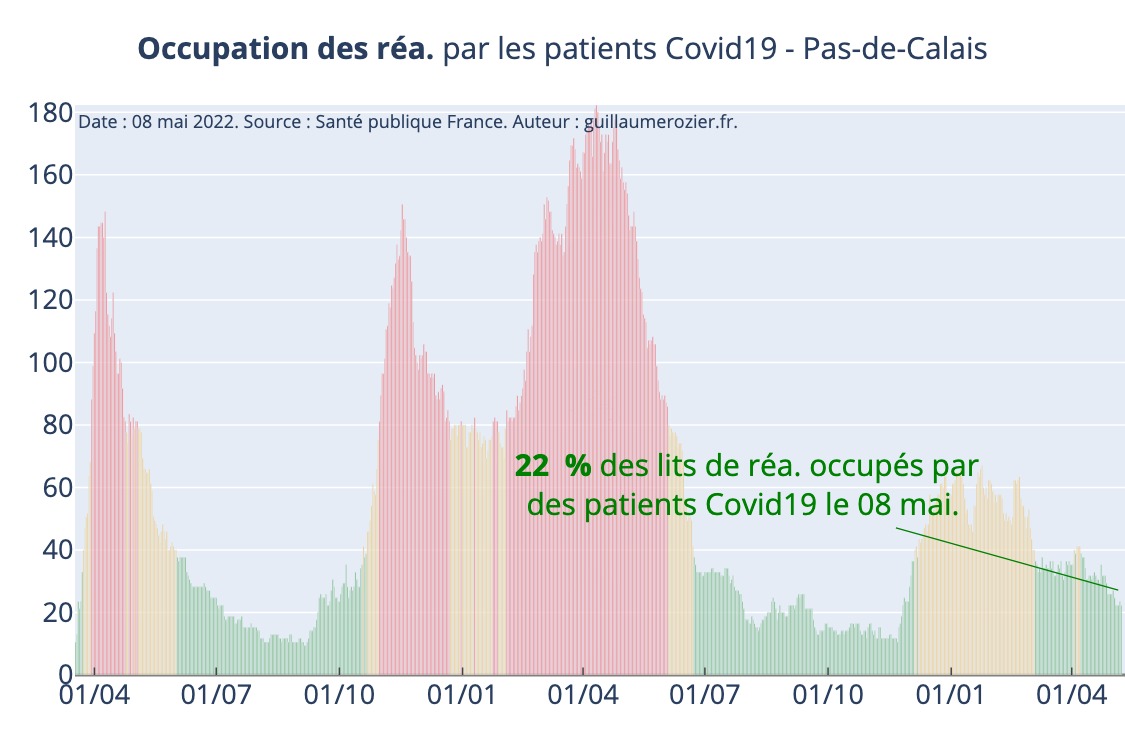 Occupation des réa. par les patients Covid19 - Pas-de-Calais
180
Date : 08 mai 2022. Source : Santé publique France. Auteur : guillaumerozier.fr.
160
140
120
100
80
22 % des lits de réa. occupés par
des patients Covid19 le 08 mai.
60
40
20
0
01/04 01/07 01/10 01/01 01/04 01/07 01/10 01/01 01/04